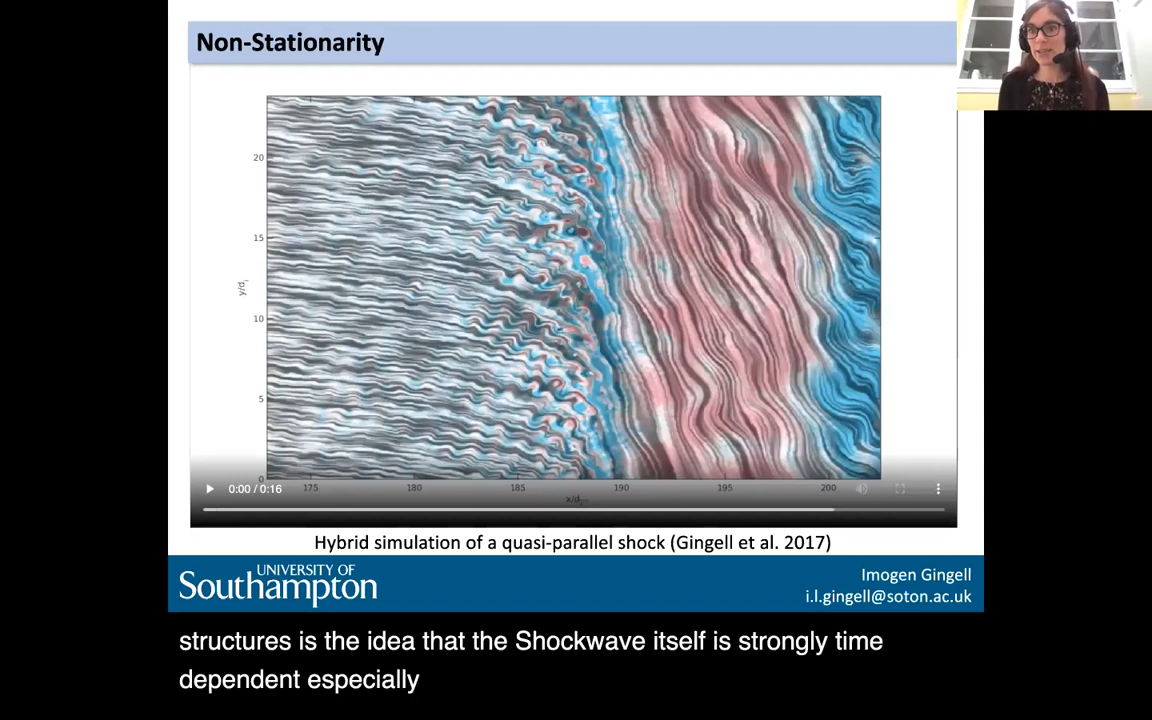 Non-Stationarity
20
15
10
5
0
y/d
175
180
185
190
195
200
x/d
0:00 / 0:16
Hybrid simulation of a quasi-parallel shock (Gingell et al. 2017)
UNIVERSITY OF
Southampton
Imogen Gingell
i.l.gingell@soton.ac.uk
structures is the idea that the Shockwave itself is strongly time
dependent especially